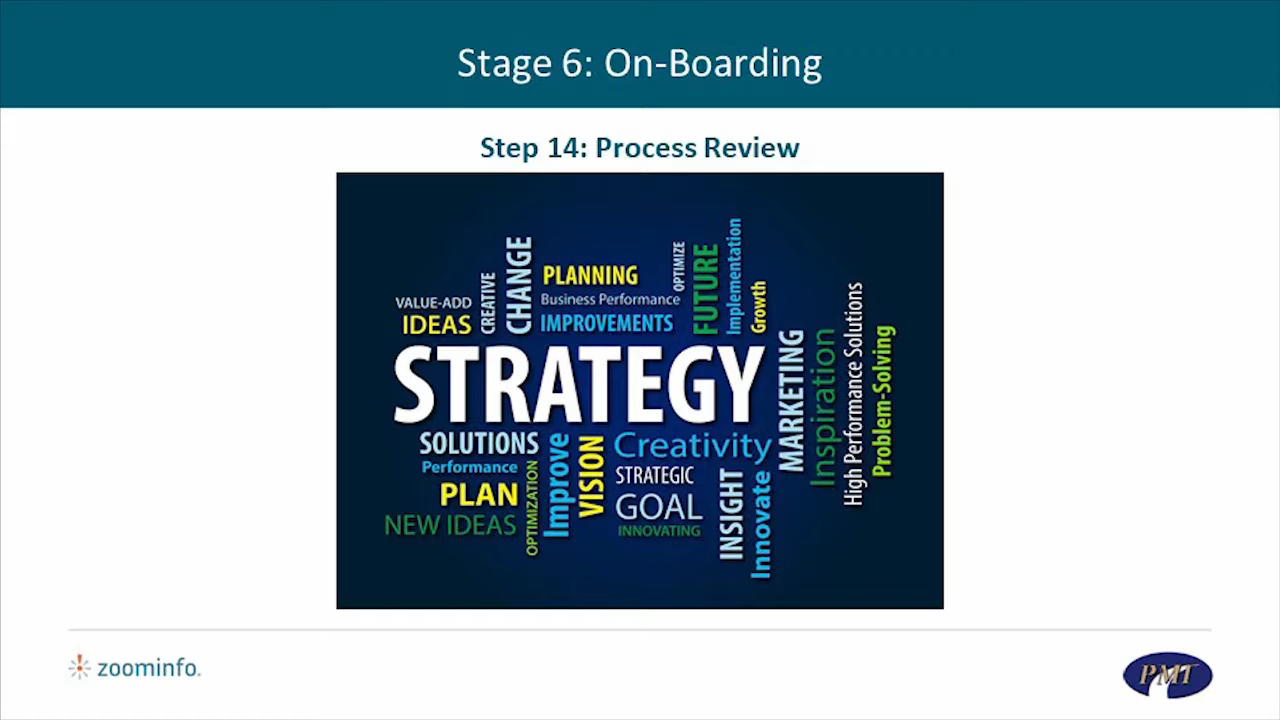 Stage 6: On-Boarding
Step 14: Process Review
VALUE-ADD
IDEAS
CREATIVE
CHANGE
PLANNING
Business Performance
IMPROVEMENTS
OPTIMIZE
FUTURE
Implementation
Growth
STRATEGY
MARKETING
Inspiration
High Performance Solutions
Problem-Solving
SOLUTIONS
Performance
PLAN
NEW IDEAS
OPTIMIZATION
Improve
VISION
Creativity
STRATEGIC
GOAL
INNOVATING
INSIGHT
Innovate
zoominfo.
PMT